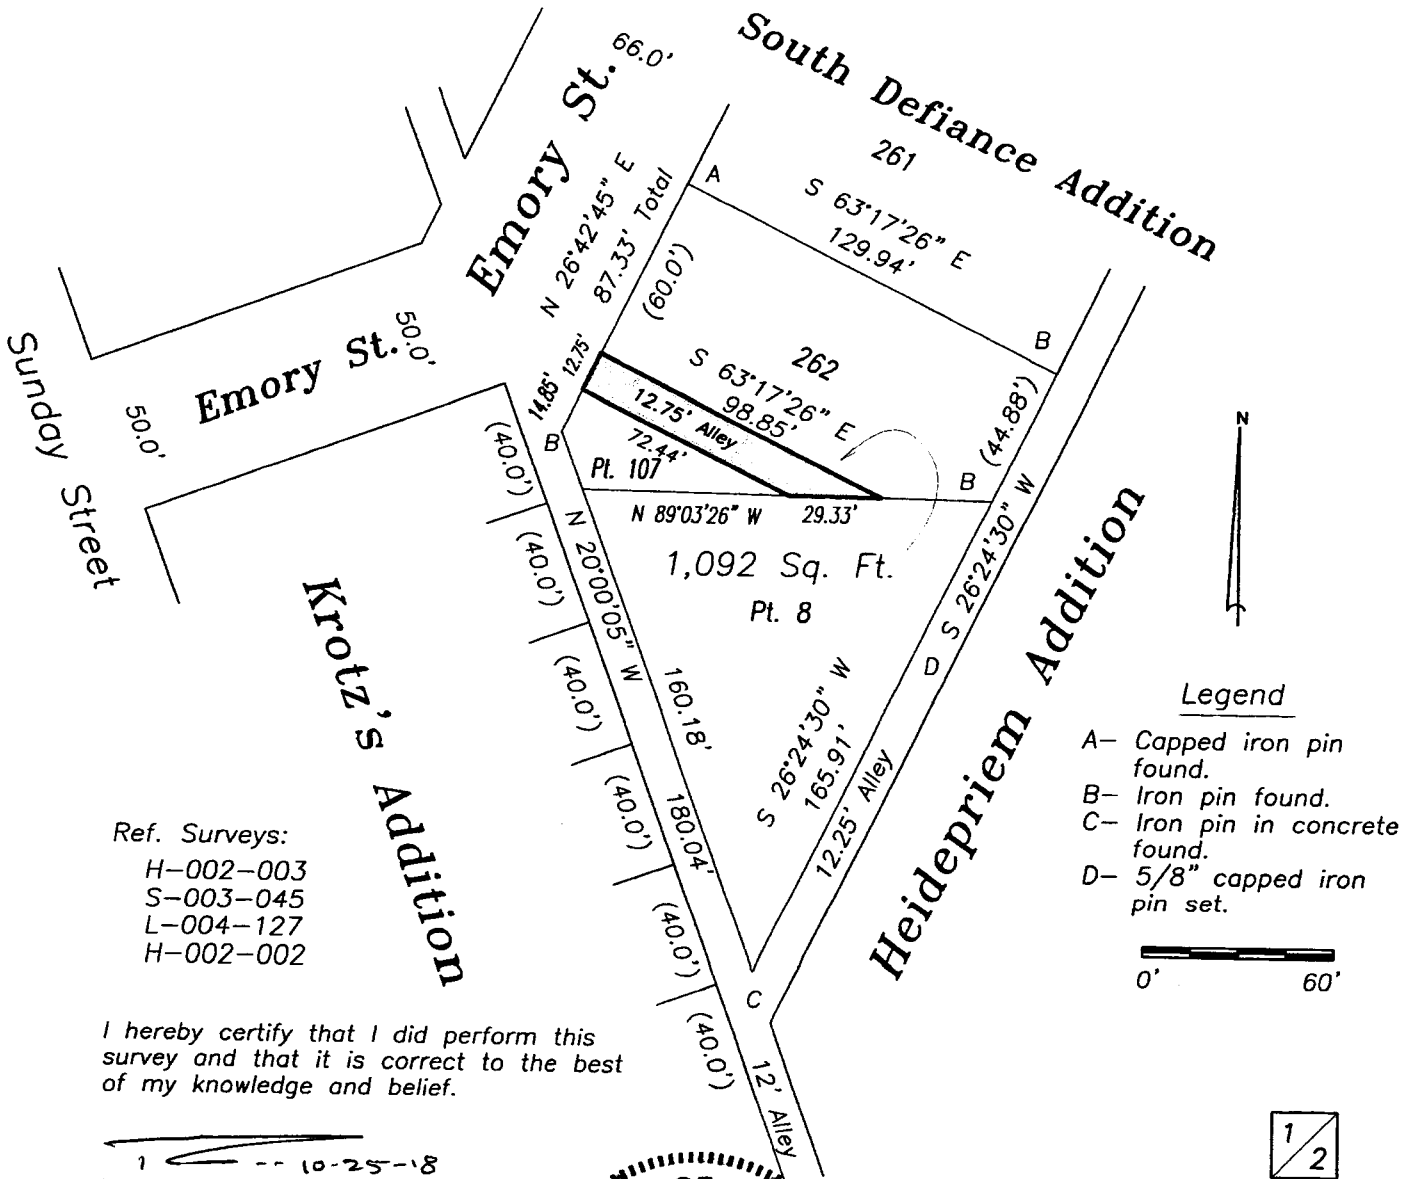 66.0'
South Defiance Addition
Emory St.
261
A
S 63°17'26" E
129.94'
N 26°42'45" E
87.33' Total
(60.0')
B
262
S 63°17'26" E
98.85'
12.75' Alley
72.44'
14.85' 12.75'
B
Pt. 107
B
(44.88')
N 89°03'26" W 29.33'
1,092 Sq. Ft.
Pt. 8
Sunday Street
50.0'
Emory St.
50.0'
(40.0')
(40.0')
(40.0')
(40.0')
(40.0')
(40.0')
N 20°00'05" W
160.18'
180.04'
Krotz's Addition
S 26°24'30" W
165.91'
12.25' Alley
D
S 26°24'30" W
Heidepriem Addition
C
12' Alley
N
Legend
A– Capped iron pin
found.
B– Iron pin found.
C– Iron pin in concrete
found.
D– 5/8" capped iron
pin set.
0' 60'
Ref. Surveys:
H–002–003
S–003–045
L–004–127
H–002–002
I hereby certify that I did perform this
survey and that it is correct to the best
of my knowledge and belief.
10-25-18
1/2